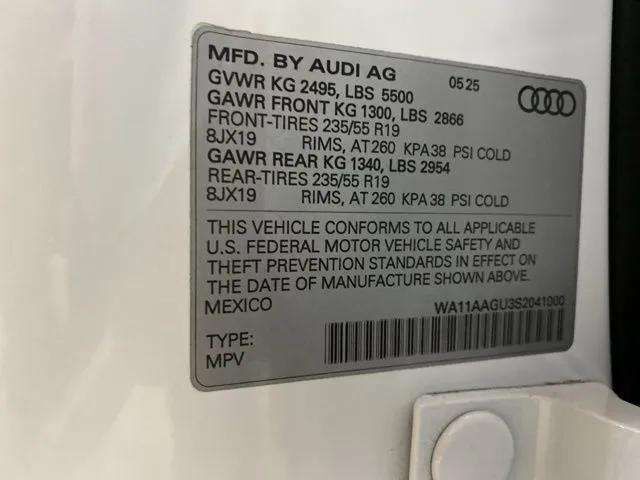 MFD. BY AUDI AG 05 25
GVWR KG 2495, LBS 5500
GAWR FRONT KG 1300, LBS 2866
FRONT-TIRES 235/55 R19
8JX19 RIMS, AT 260 KPA 38 PSI COLD
GAWR REAR KG 1340, LBS 2954
REAR-TIRES 235/55 R19
8JX19 RIMS, AT 260 KPA 38 PSI COLD
THIS VEHICLE CONFORMS TO ALL APPLICABLE
U.S. FEDERAL MOTOR VEHICLE SAFETY AND
THEFT PREVENTION STANDARDS IN EFFECT ON
THE DATE OF MANUFACTURE SHOWN ABOVE.
MEXICO
TYPE:
MPV